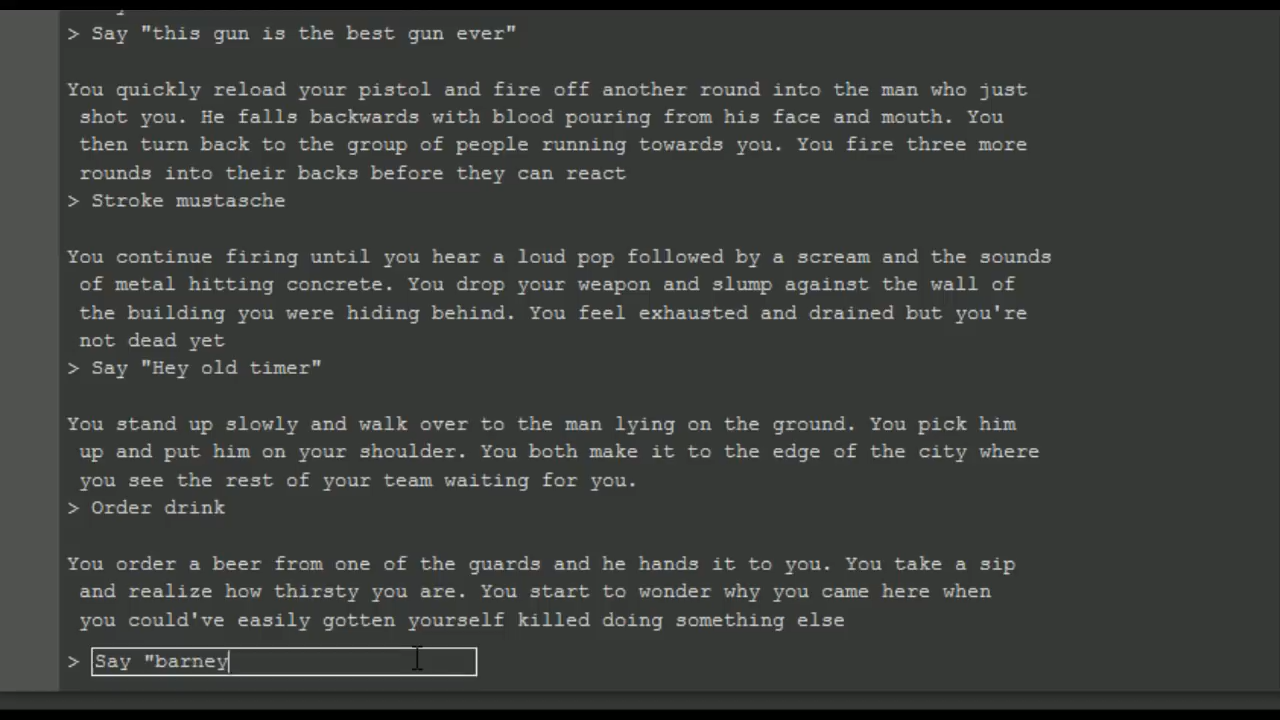 > Say "this gun is the best gun ever"
You quickly reload your pistol and fire off another round into the man who just
shot you. He falls backwards with blood pouring from his face and mouth. You
then turn back to the group of people running towards you. You fire three more
rounds into their backs before they can react
> Stroke mustasche
You continue firing until you hear a loud pop followed by a scream and the sounds
of metal hitting concrete. You drop your weapon and slump against the wall of
the building you were hiding behind. You feel exhausted and drained but you're
not dead yet
> Say "Hey old timer"
You stand up slowly and walk over to the man lying on the ground. You pick him
up and put him on your shoulder. You both make it to the edge of the city where
you see the rest of your team waiting for you.
> Order drink
You order a beer from one of the guards and he hands it to you. You take a sip
and realize how thirsty you are. You start to wonder why you came here when
you could've easily gotten yourself killed doing something else
> Say "barney